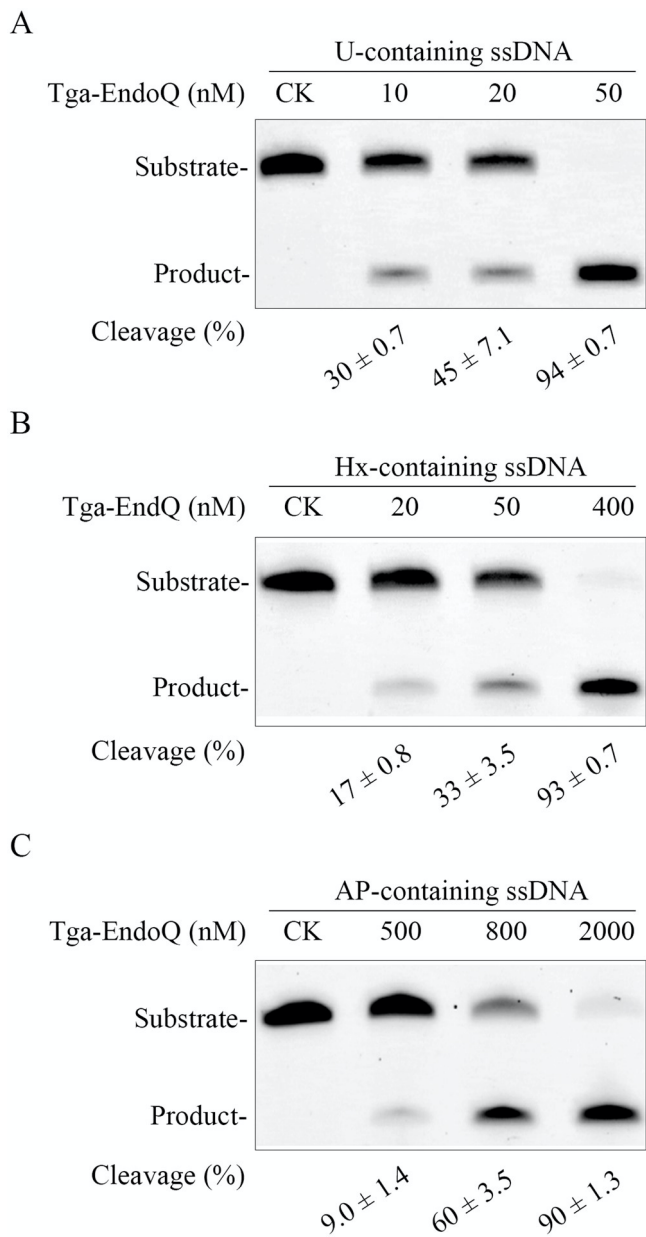 A
U-containing ssDNA
Tga-EndoQ (nM) CK 10 20 50
Substrate-
Product-
Cleavage (%) 30 ± 0.7 45 ± 7.1 94 ± 0.7
B
Hx-containing ssDNA
Tga-EndQ (nM) CK 20 50 400
Substrate-
Product-
Cleavage (%) 17 ± 0.8 33 ± 3.5 93 ± 0.7
C
AP-containing ssDNA
Tga-EndoQ (nM) CK 500 800 2000
Substrate-
Product-
Cleavage (%) 9.0 ± 1.4 60 ± 3.5 90 ± 1.3